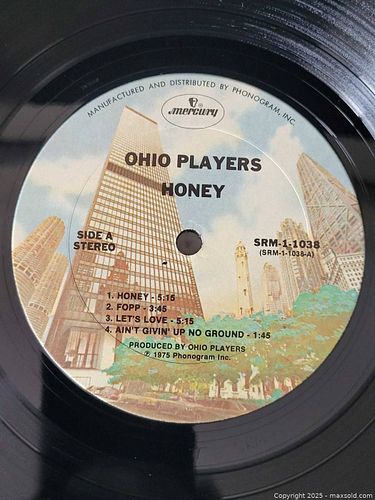 MANUFACTURED AND DISTRIBUTED BY PHONOGRAM, INC.
mercury
OHIO PLAYERS
HONEY
SIDE A
STEREO
SRM-1-1038
(SRM-1-1038-A)
1. HONEY - 5:15
2. FOPP - 3:45
3. LET'S LOVE - 5:15
4. AIN'T GIVIN' UP NO GROUND - 1:45
PRODUCED BY OHIO PLAYERS
℗ 1975 Phonogram Inc.
Copyright 2025 - maxsold.com